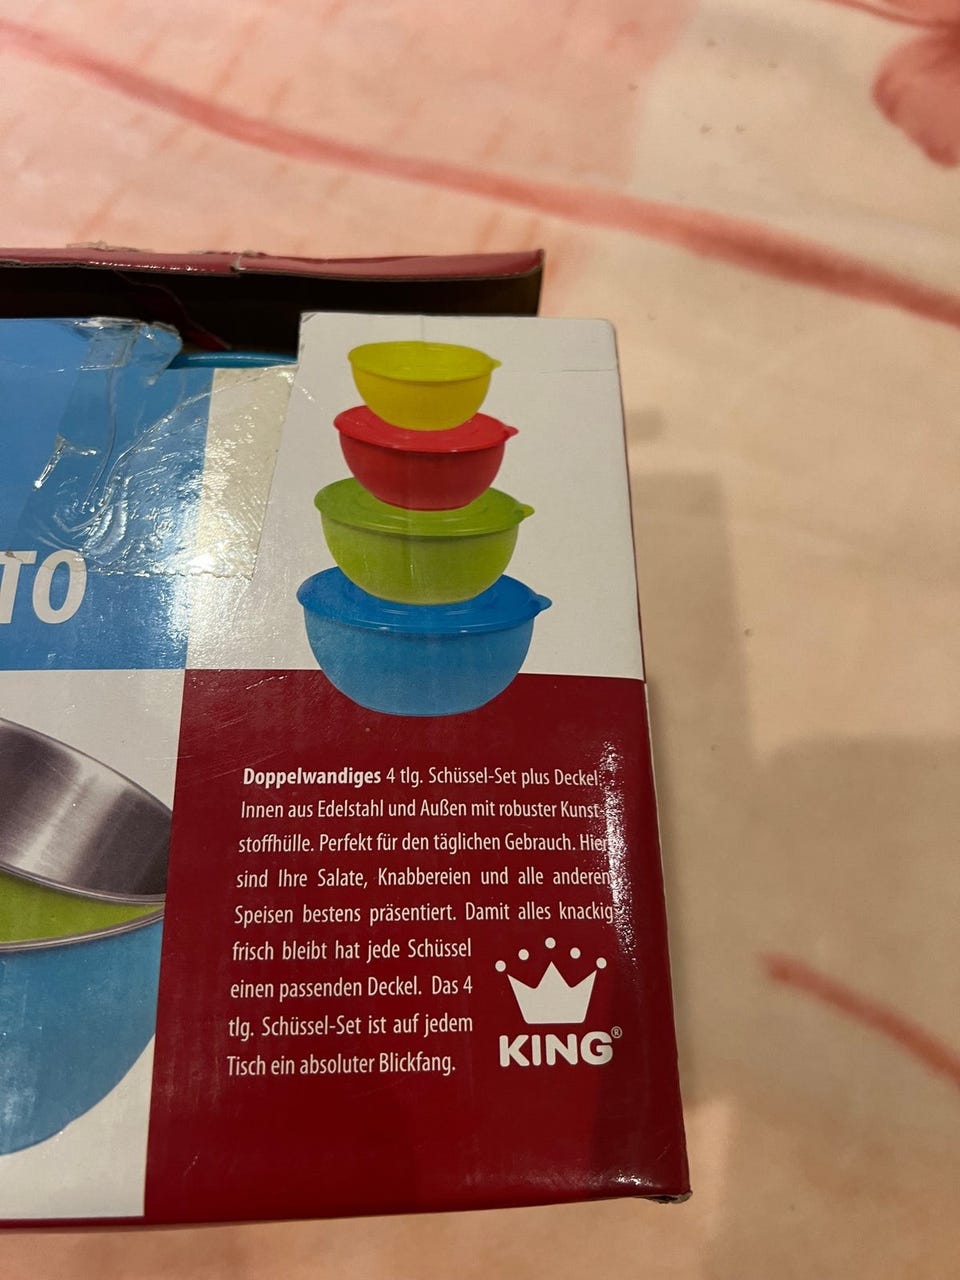 TO
Doppelwandiges 4 tlg. Schüssel-Set plus Deckel.
Innen aus Edelstahl und Außen mit robuster Kunst-
stoffhülle. Perfekt für den täglichen Gebrauch. Hier
sind Ihre Salate, Knabbereien und alle anderen
Speisen bestens präsentiert. Damit alles knackig
frisch bleibt hat jede Schüssel
einen passenden Deckel. Das 4
tlg. Schüssel-Set ist auf jedem
Tisch ein absoluter Blickfang.
KING®